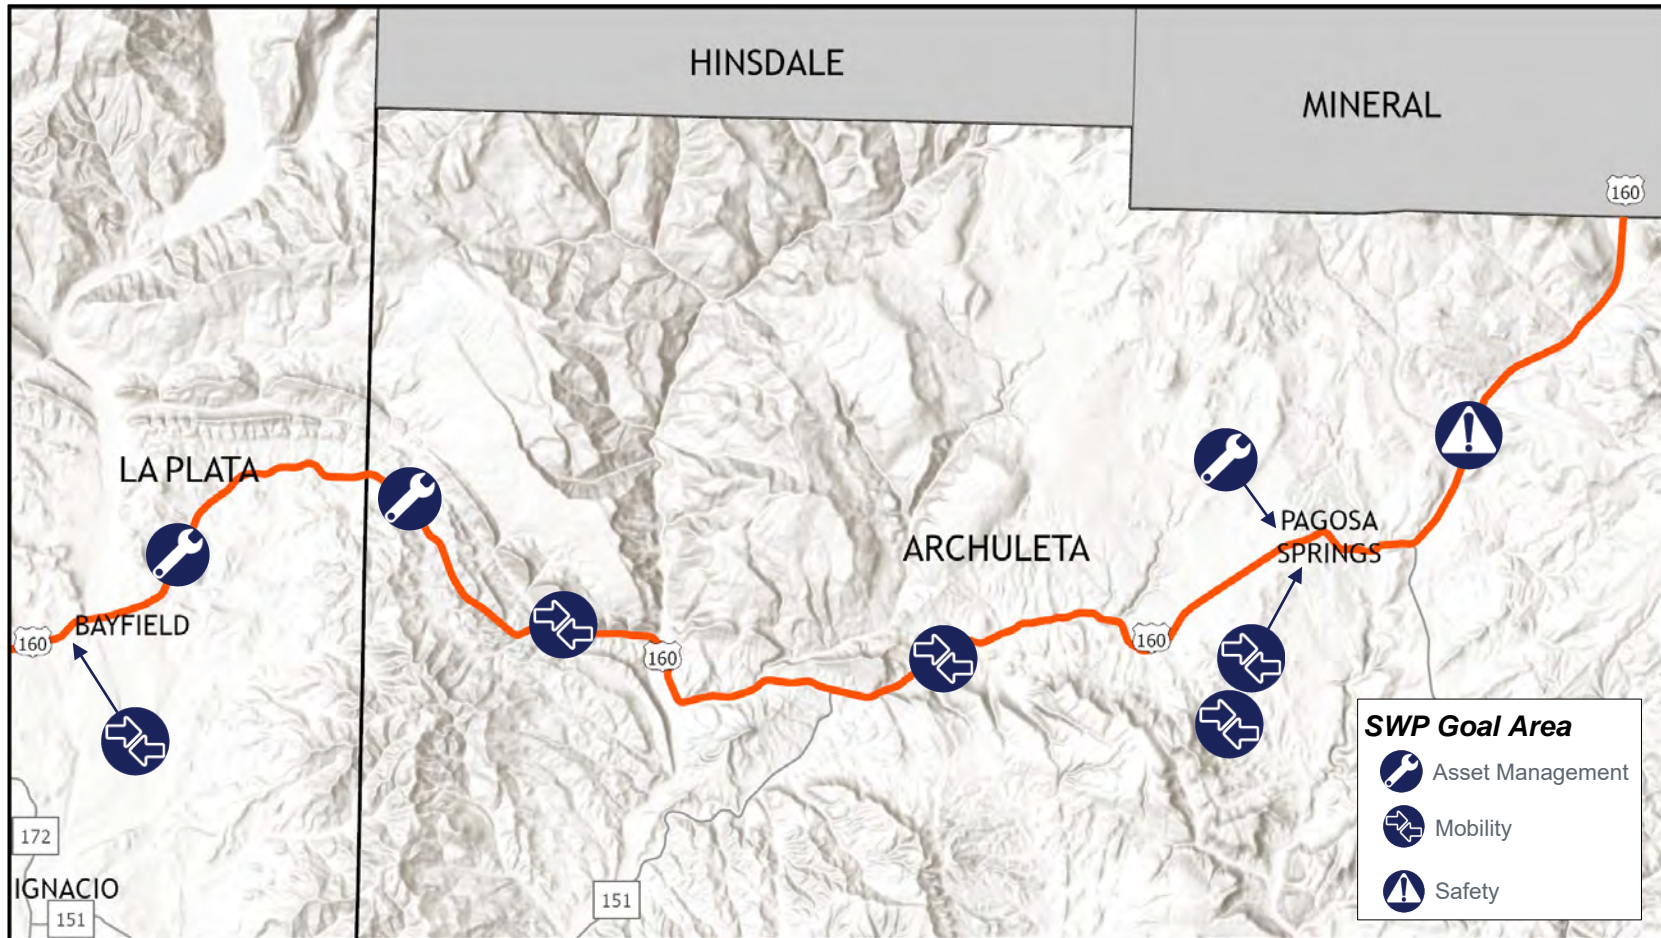 HINSDALE
MINERAL
160
LA PLATA
ARCHULETA
PAGOSA
SPRINGS
BAYFIELD
160
160
160
SWP Goal Area
Asset Management
Mobility
Safety
172
IGNACIO
151
151